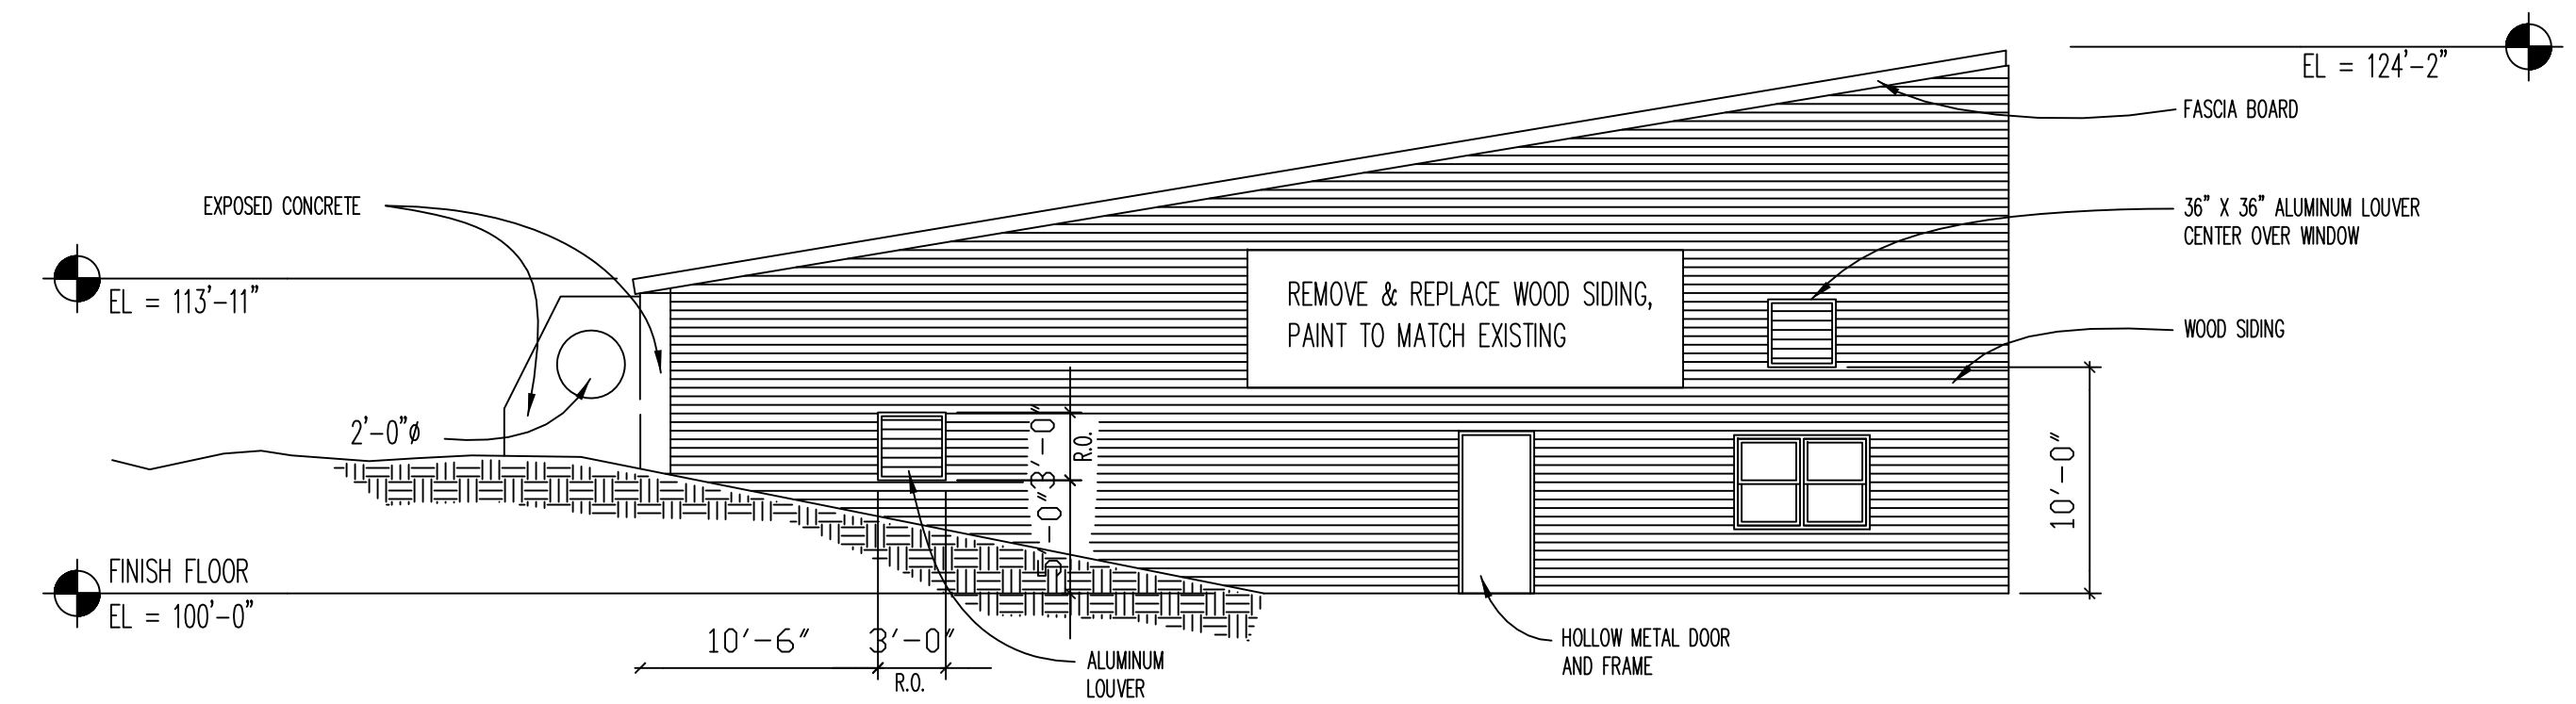 EL = 124'-2"
FASCIA BOARD
EXPOSED CONCRETE
36" X 36" ALUMINUM LOUVER
CENTER OVER WINDOW
EL = 113'-11"
REMOVE & REPLACE WOOD SIDING,
PAINT TO MATCH EXISTING
WOOD SIDING
2'-0"ø
3'-0"
R.O.
5'-0"
10'-0"
FINISH FLOOR
EL = 100'-0"
10'-6"
3'-0"
R.O.
ALUMINUM
LOUVER
HOLLOW METAL DOOR
AND FRAME